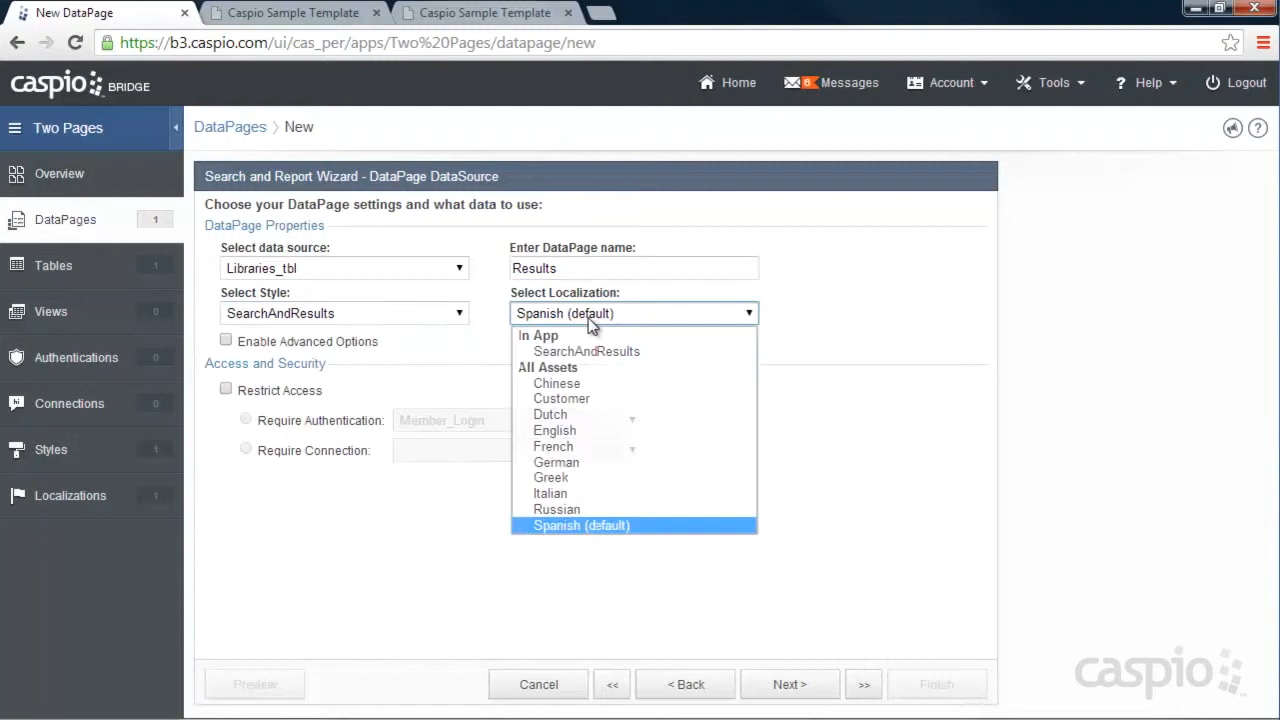 New DataPage
Caspio Sample Template
Caspio Sample Template
https://b3.caspio.com/ui/cas_per/apps/Two%20Pages/datapage/new
caspio BRIDGE
Home
6 Messages
Account
Tools
? Help
Logout
Two Pages
DataPages > New
Overview
DataPages 1
Tables 1
Views 1
Authentications 0
Connections 0
Styles 1
Localizations 1
Search and Report Wizard - DataPage DataSource
Choose your DataPage settings and what data to use:
DataPage Properties
Select data source:
Enter DataPage name:
Libraries_tbl
Results
Select Style:
Select Localization:
SearchAndResults
Spanish (default)
Enable Advanced Options
Access and Security
Restrict Access
Require Authentication: Member_Login
Require Connection:
In App
SearchAndResults
All Assets
Chinese
Customer
Dutch
English
French
German
Greek
Italian
Russian
Spanish (default)
Preview
Cancel
<<
< Back
Next >
>>
Finish
caspio